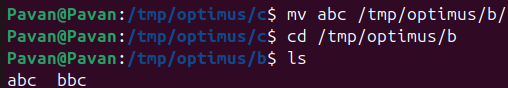 Pavan@Pavan:/tmp/optimus/c$ mv abc /tmp/optimus/b/
Pavan@Pavan:/tmp/optimus/c$ cd /tmp/optimus/b
Pavan@Pavan:/tmp/optimus/b$ ls
abc  bbc